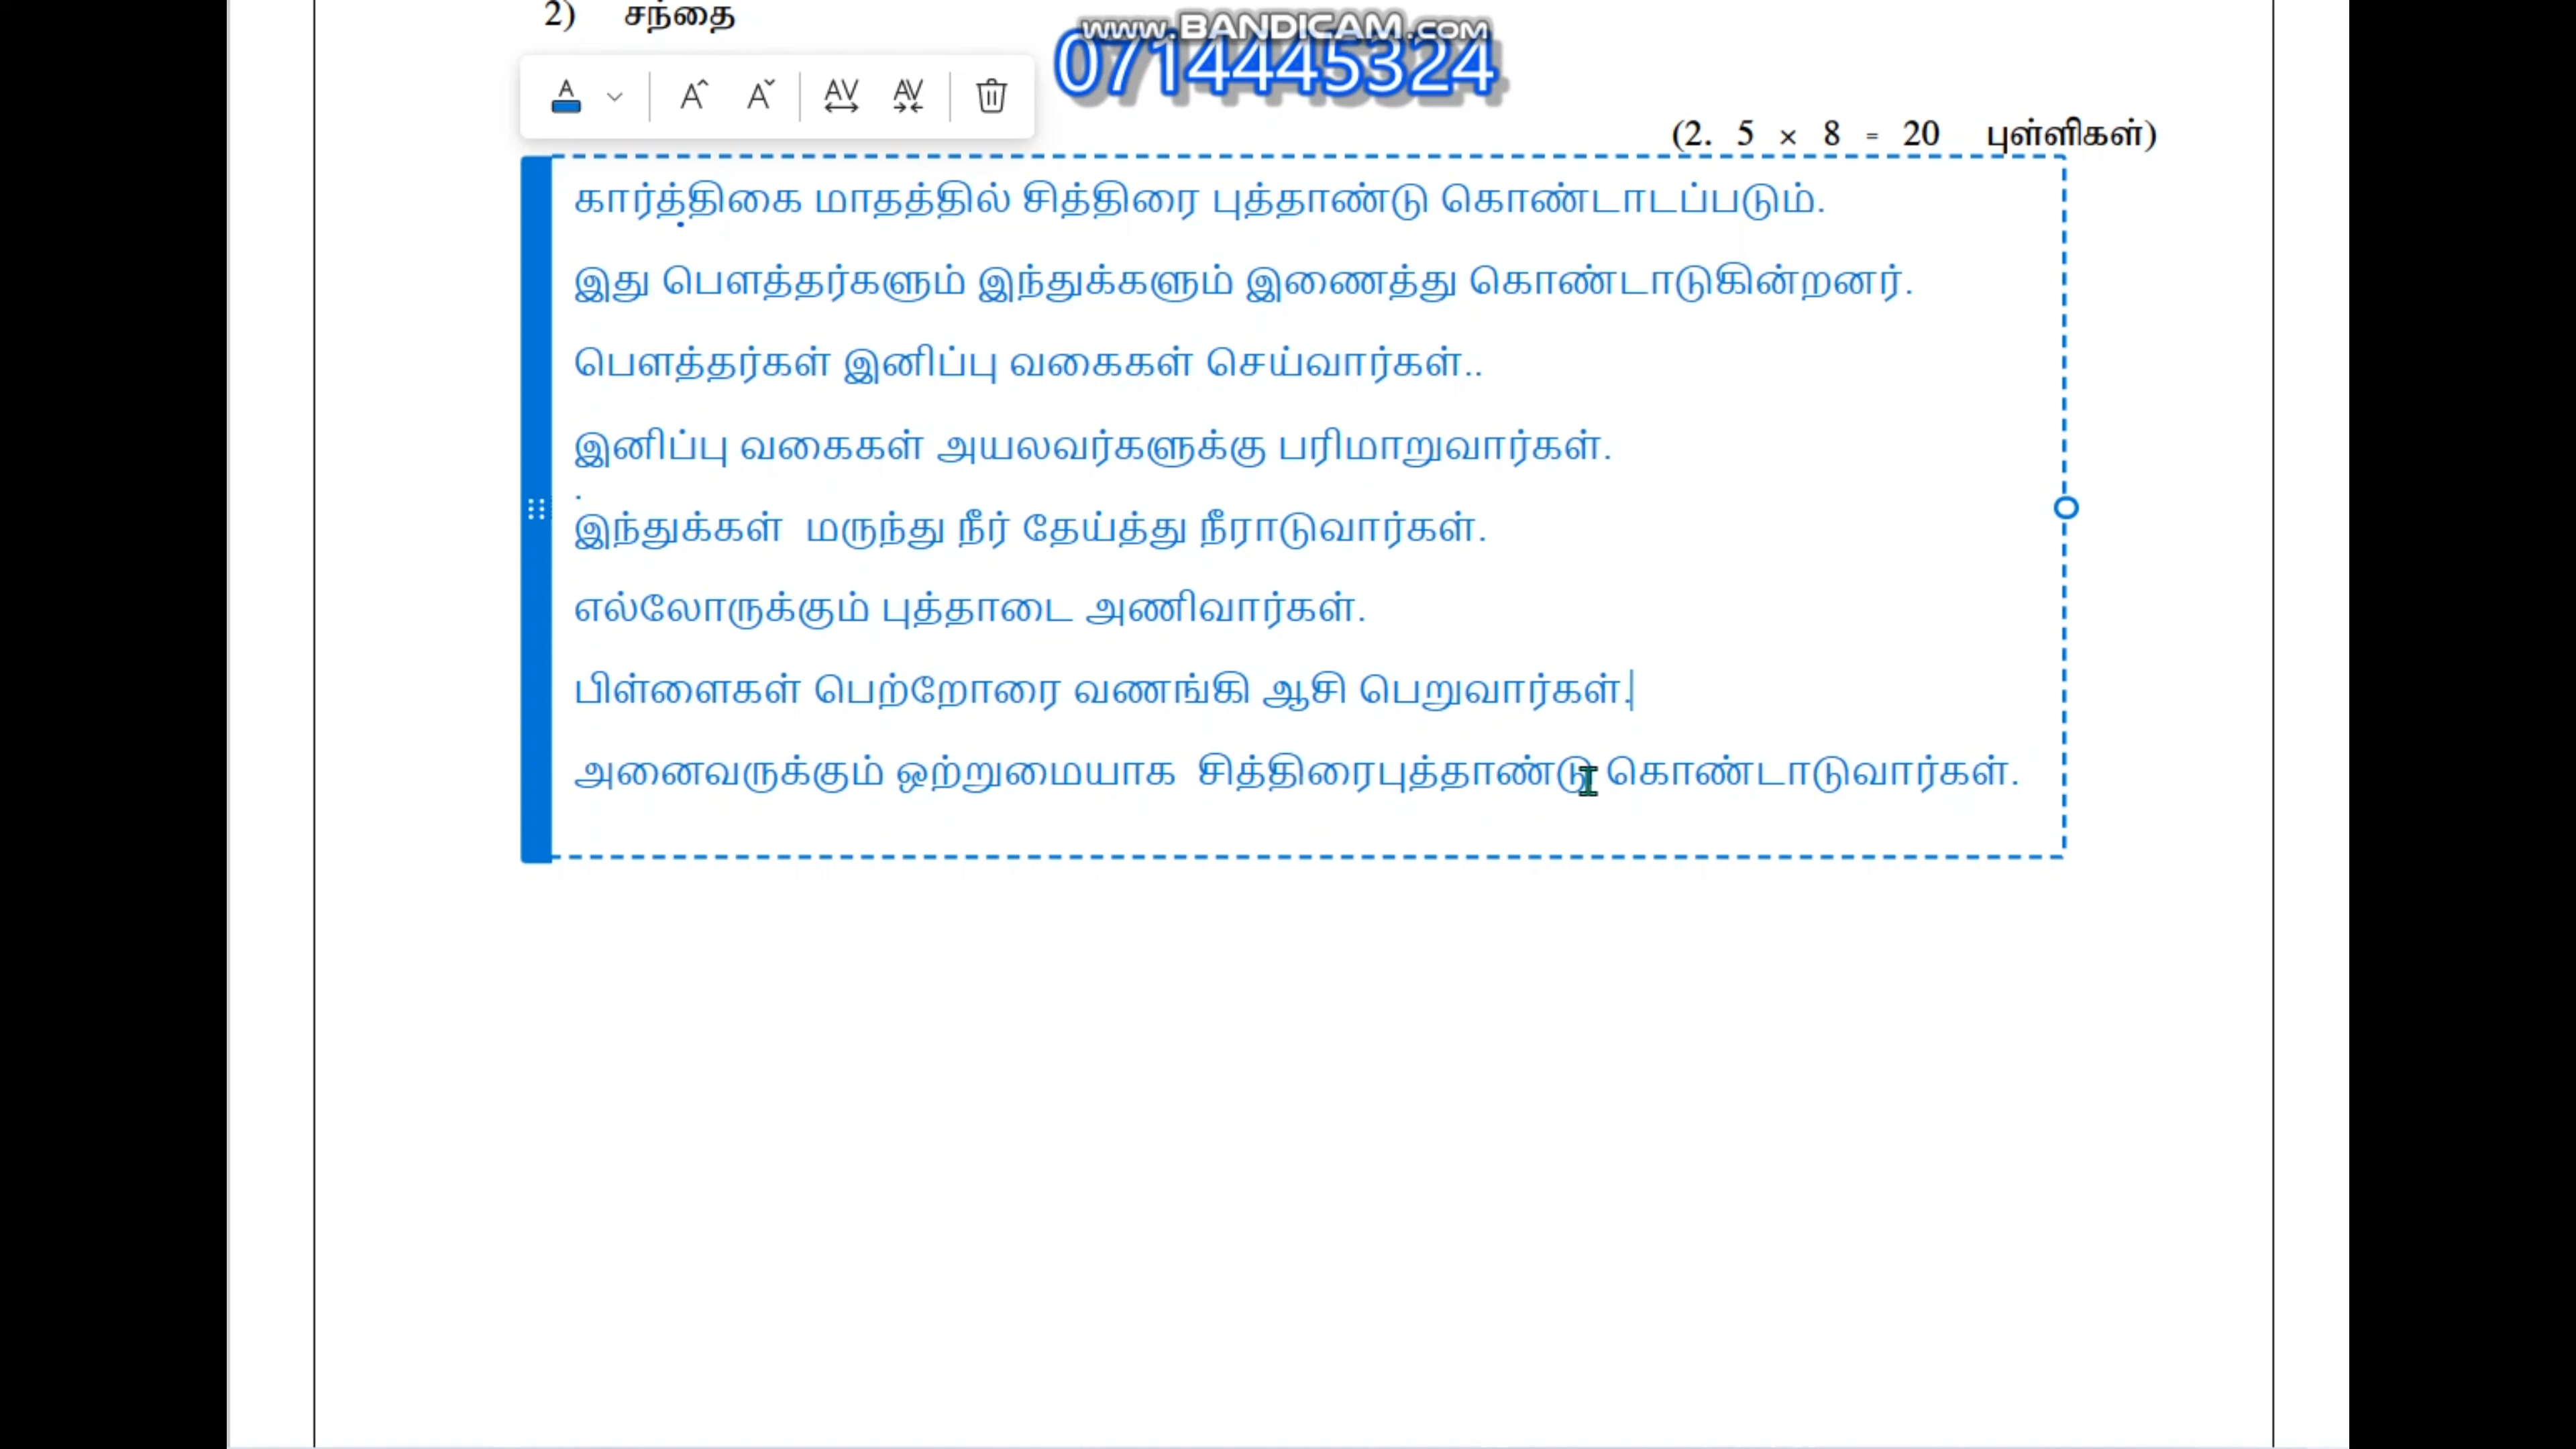 2) சந்தை
www.BANDICAM.com
0714445324
(2. 5 × 8 = 20 புள்ளிகள்)
கார்த்திகை மாதத்தில் சித்திரை புத்தாண்டு கொண்டாடப்படும்.
இது பௌத்தர்களும் இந்துக்களும் இணைத்து கொண்டாடுகின்றனர்.
பௌத்தர்கள் இனிப்பு வகைகள் செய்வார்கள்..
இனிப்பு வகைகள் அயலவர்களுக்கு பரிமாறுவார்கள்.
இந்துக்கள் மருந்து நீர் தேய்த்து நீராடுவார்கள்.
எல்லோருக்கும் புத்தாடை அணிவார்கள்.
பிள்ளைகள் பெற்றோரை வணங்கி ஆசி பெறுவார்கள்.
அனைவருக்கும் ஒற்றுமையாக சித்திரைபுத்தாண்டு கொண்டாடுவார்கள்.